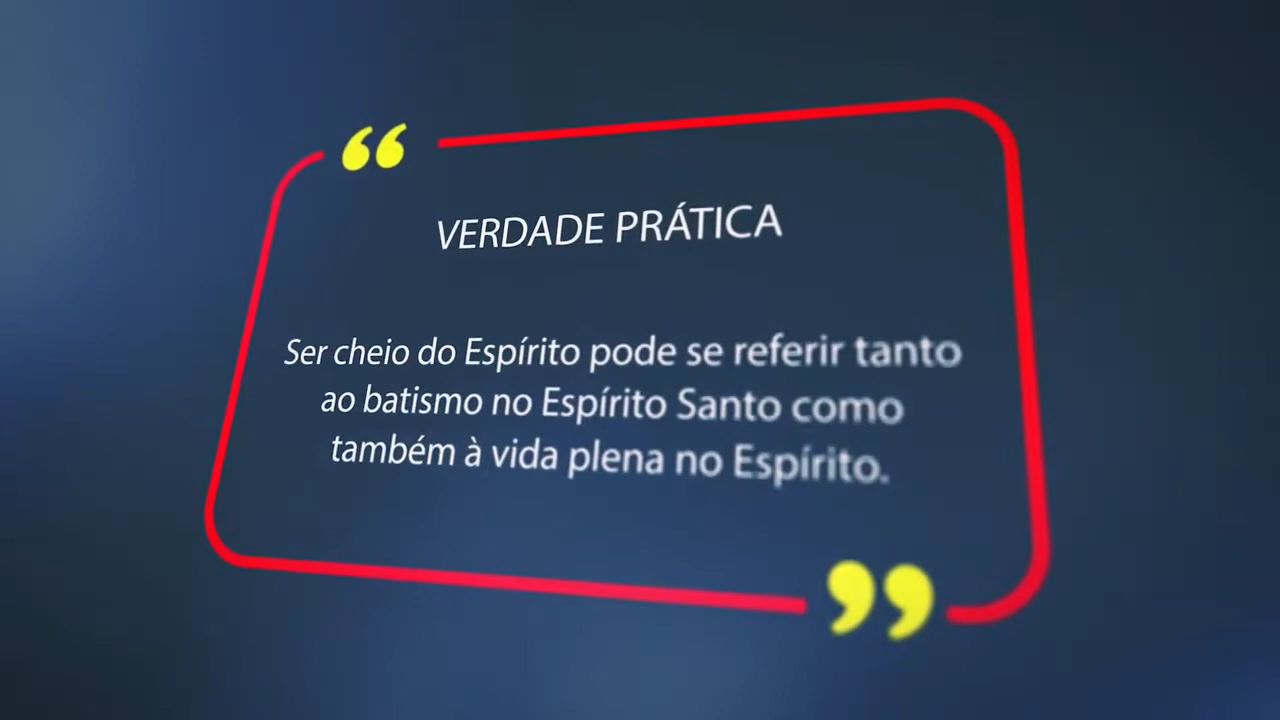 VERDADE PRÁTICA
Ser cheio do Espírito pode se referir tanto
ao batismo no Espírito Santo como
também à vida plena no Espírito.